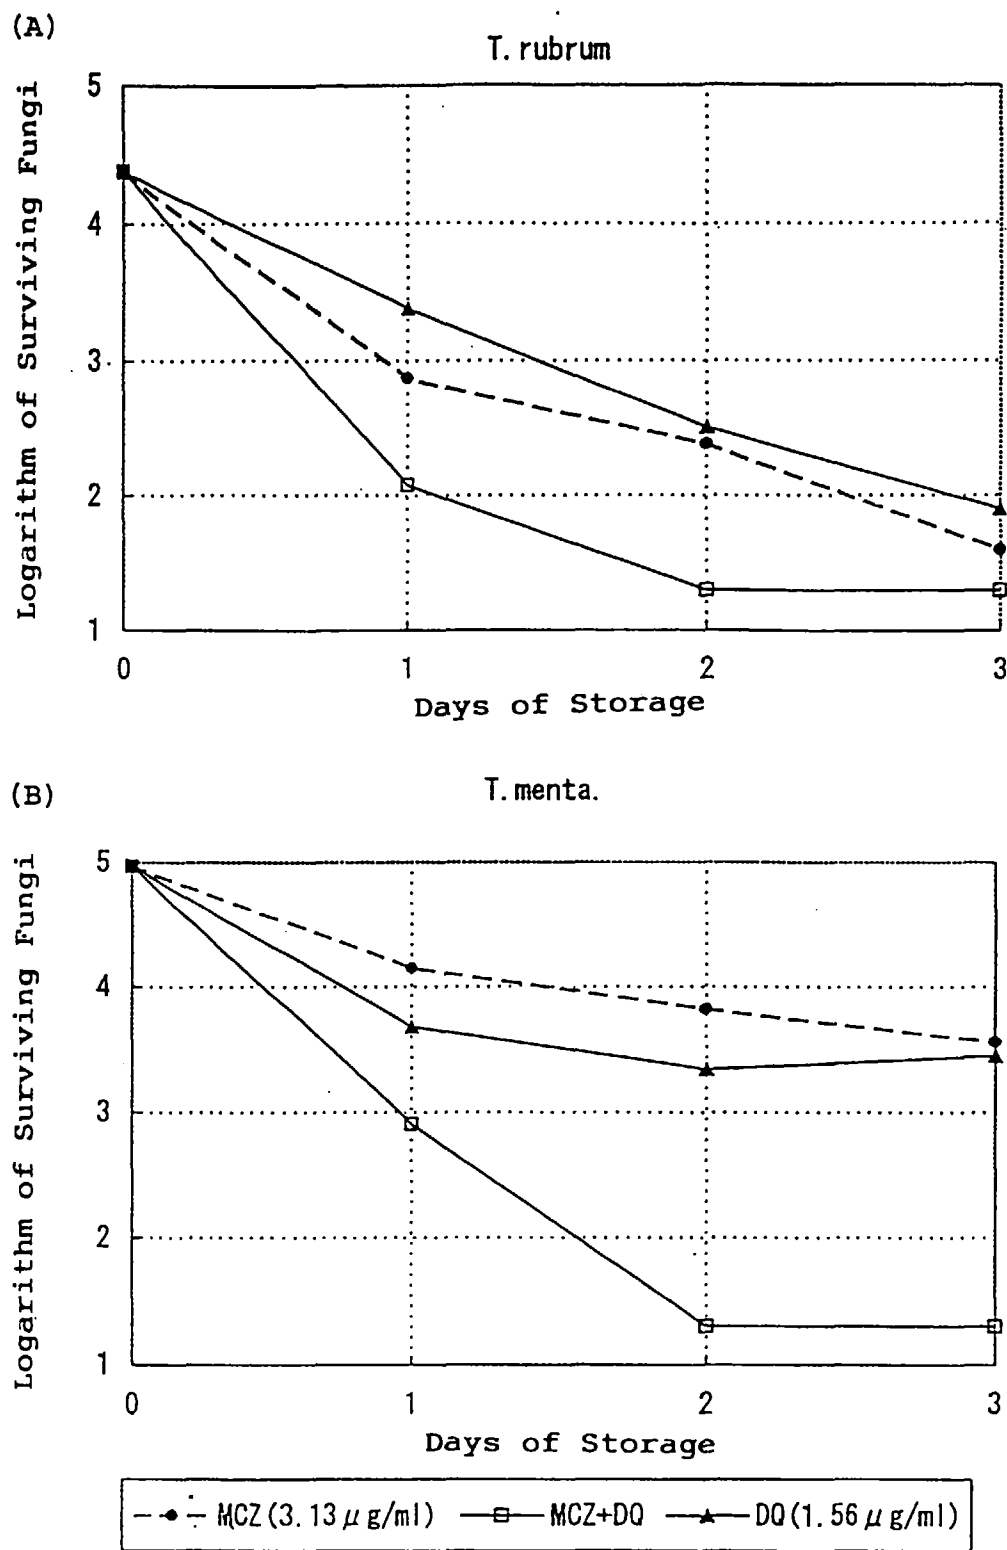 (A)
T. rubrum
Logarithm of Surviving Fungi
5
4
3
2
1
0 1 2 3
Days of Storage
(B)
T. menta.
Logarithm of Surviving Fungi
5
4
3
2
1
0 1 2 3
Days of Storage
MCZ (3.13 μg/ml) MCZ+DQ DQ (1.56 μg/ml)